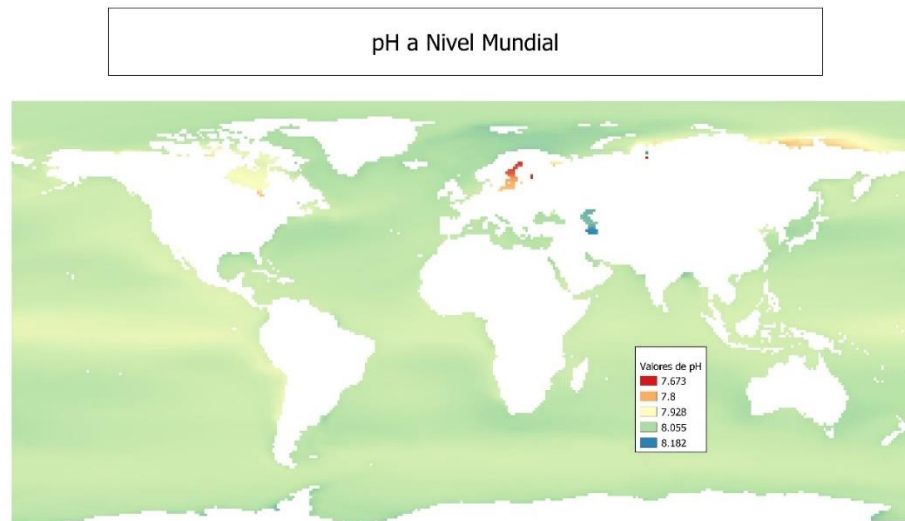 pH a Nivel Mundial
Valores de pH
7.673
7.8
7.928
8.055
8.182